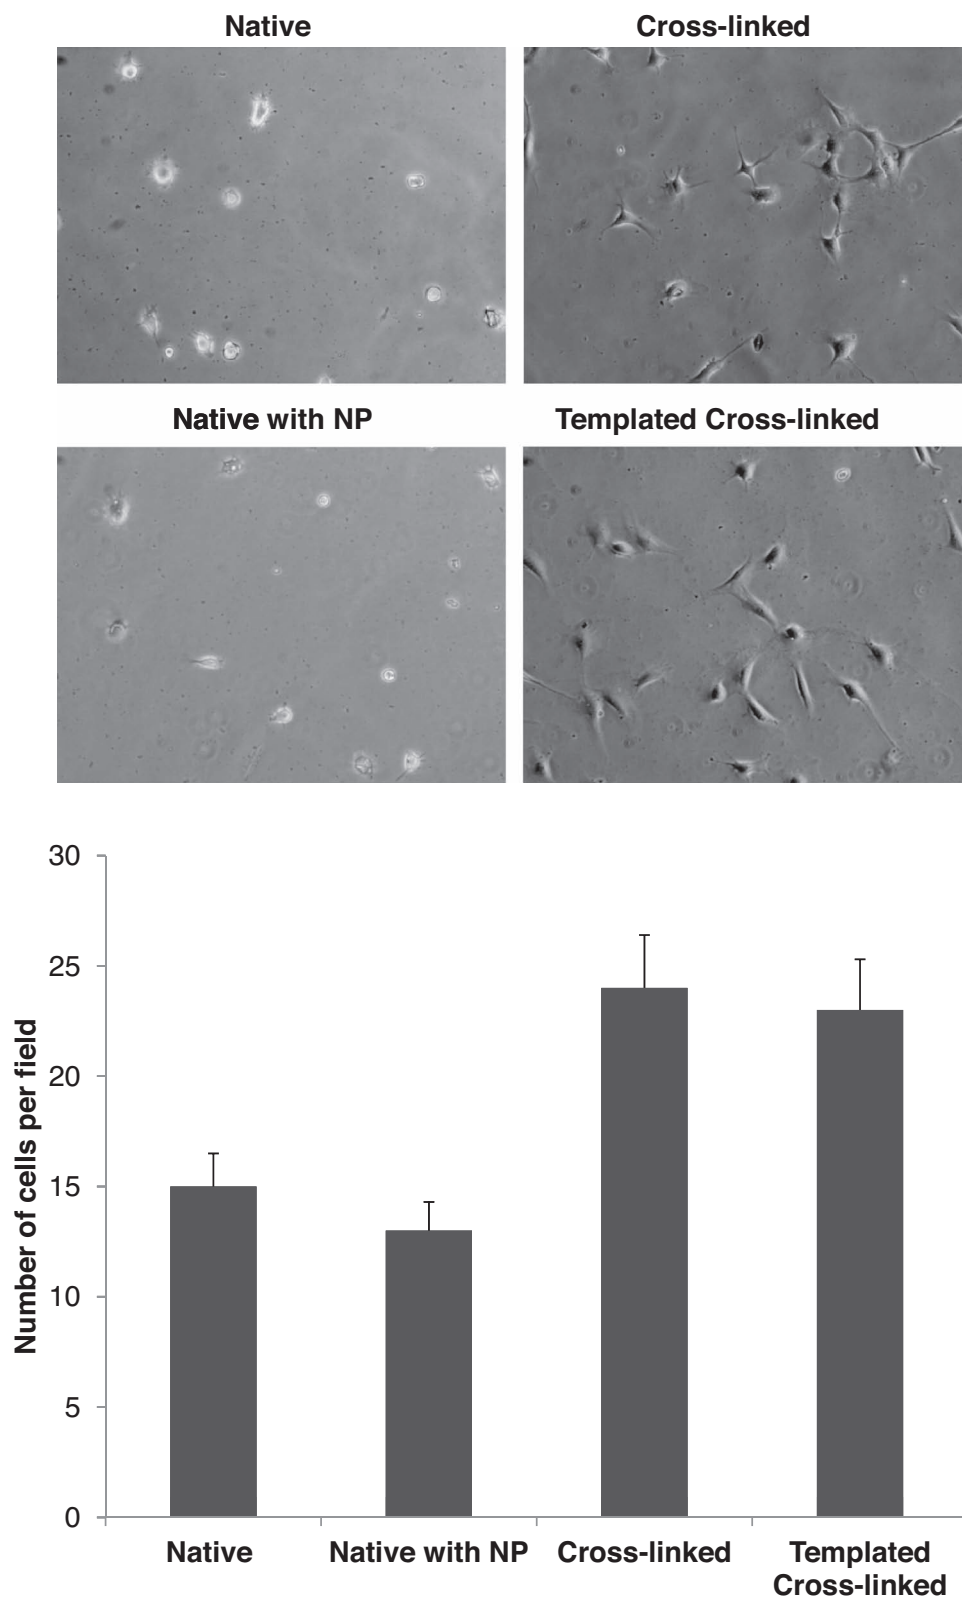 Native
Cross-linked
Native with NP
Templated Cross-linked
30
25
20
15
10
5
0
Number of cells per field
Native
Native with NP
Cross-linked
Templated
Cross-linked